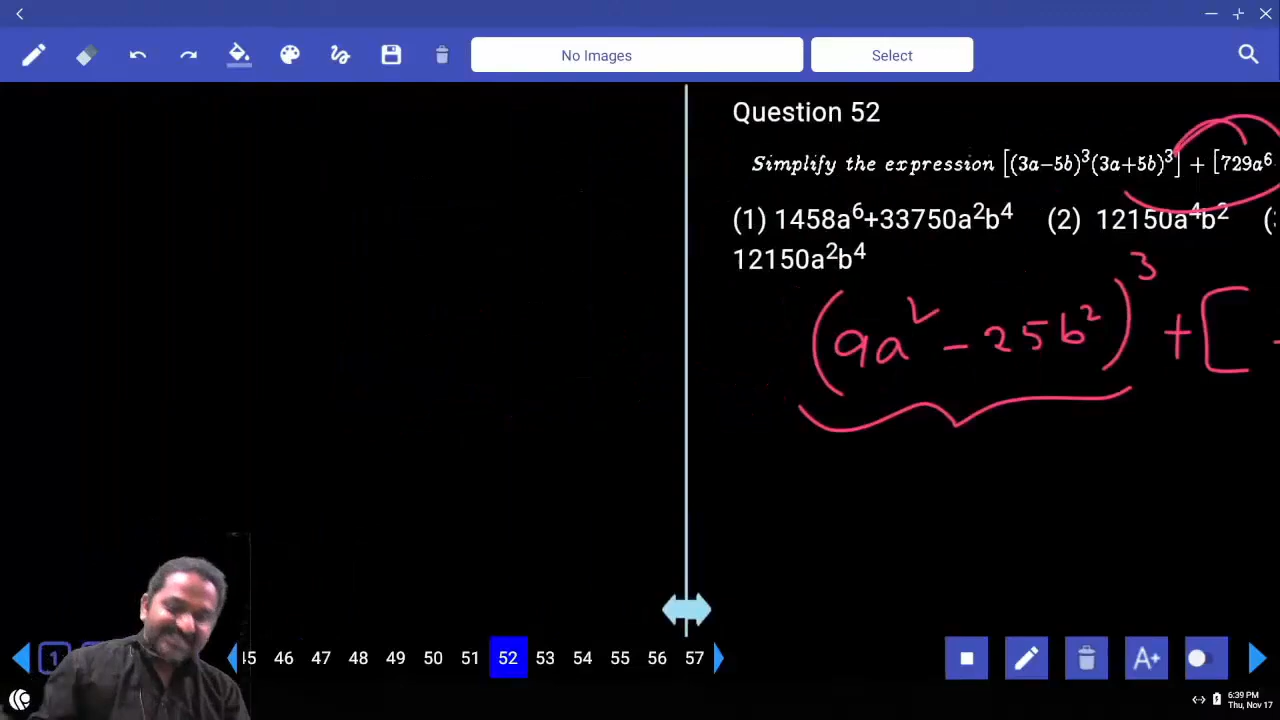 No Images
Select
Question 52
Simplify the expression [(3a−5b)³(3a+5b)³] + [729a⁶
(1) 1458a⁶+33750a²b⁴ (2) 12150a⁴b² (
12150a²b⁴
(9a² − 25b²)³ + [
1
45 46 47 48 49 50 51 52 53 54 55 56 57
A+
6:39 PM
Thu, Nov 17